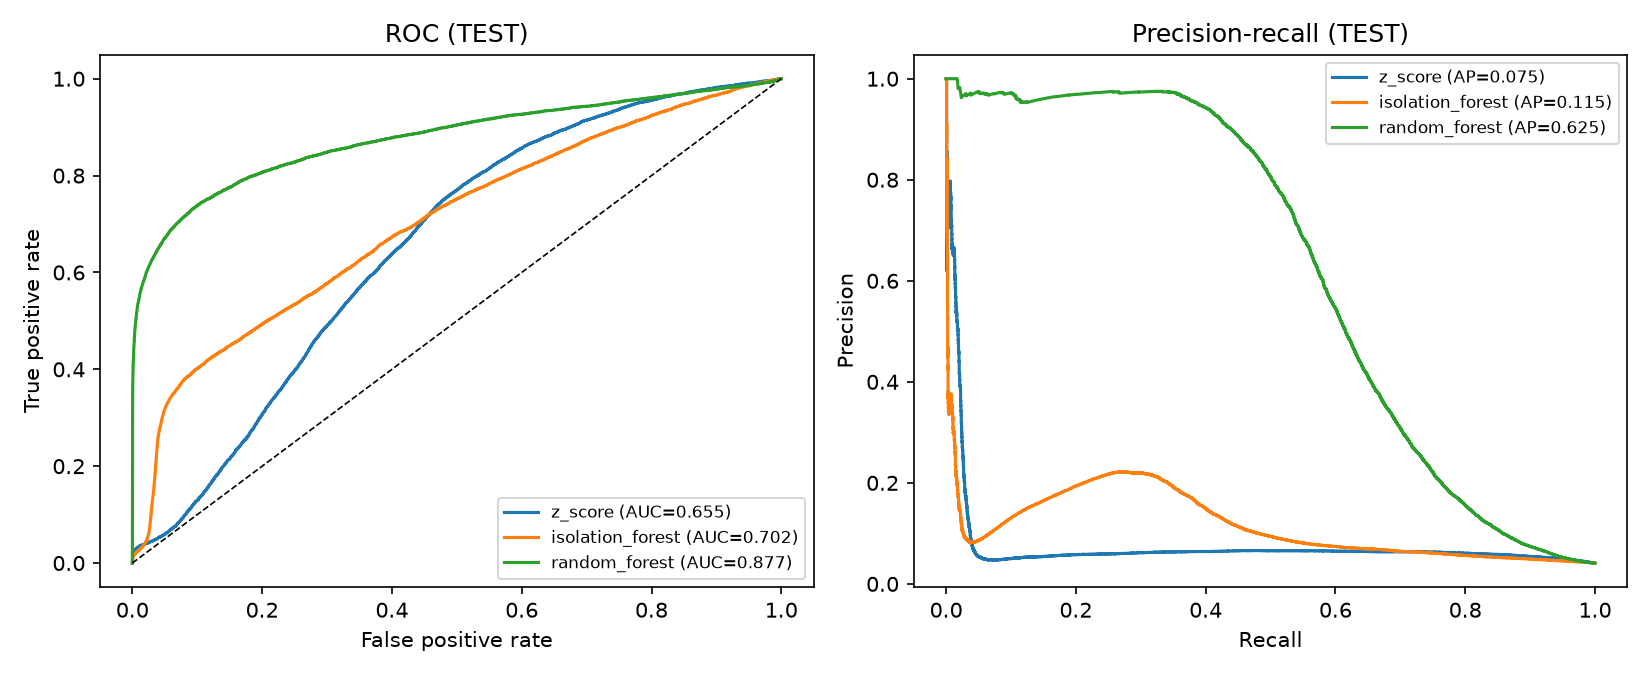 ROC (TEST)
True positive rate
1.0
0.8
0.6
0.4
0.2
0.0
z_score (AUC=0.655)
isolation_forest (AUC=0.702)
random_forest (AUC=0.877)
0.0 0.2 0.4 0.6 0.8 1.0
False positive rate
Precision-recall (TEST)
Precision
1.0
0.8
0.6
0.4
0.2
0.0
z_score (AP=0.075)
isolation_forest (AP=0.115)
random_forest (AP=0.625)
0.0 0.2 0.4 0.6 0.8 1.0
Recall